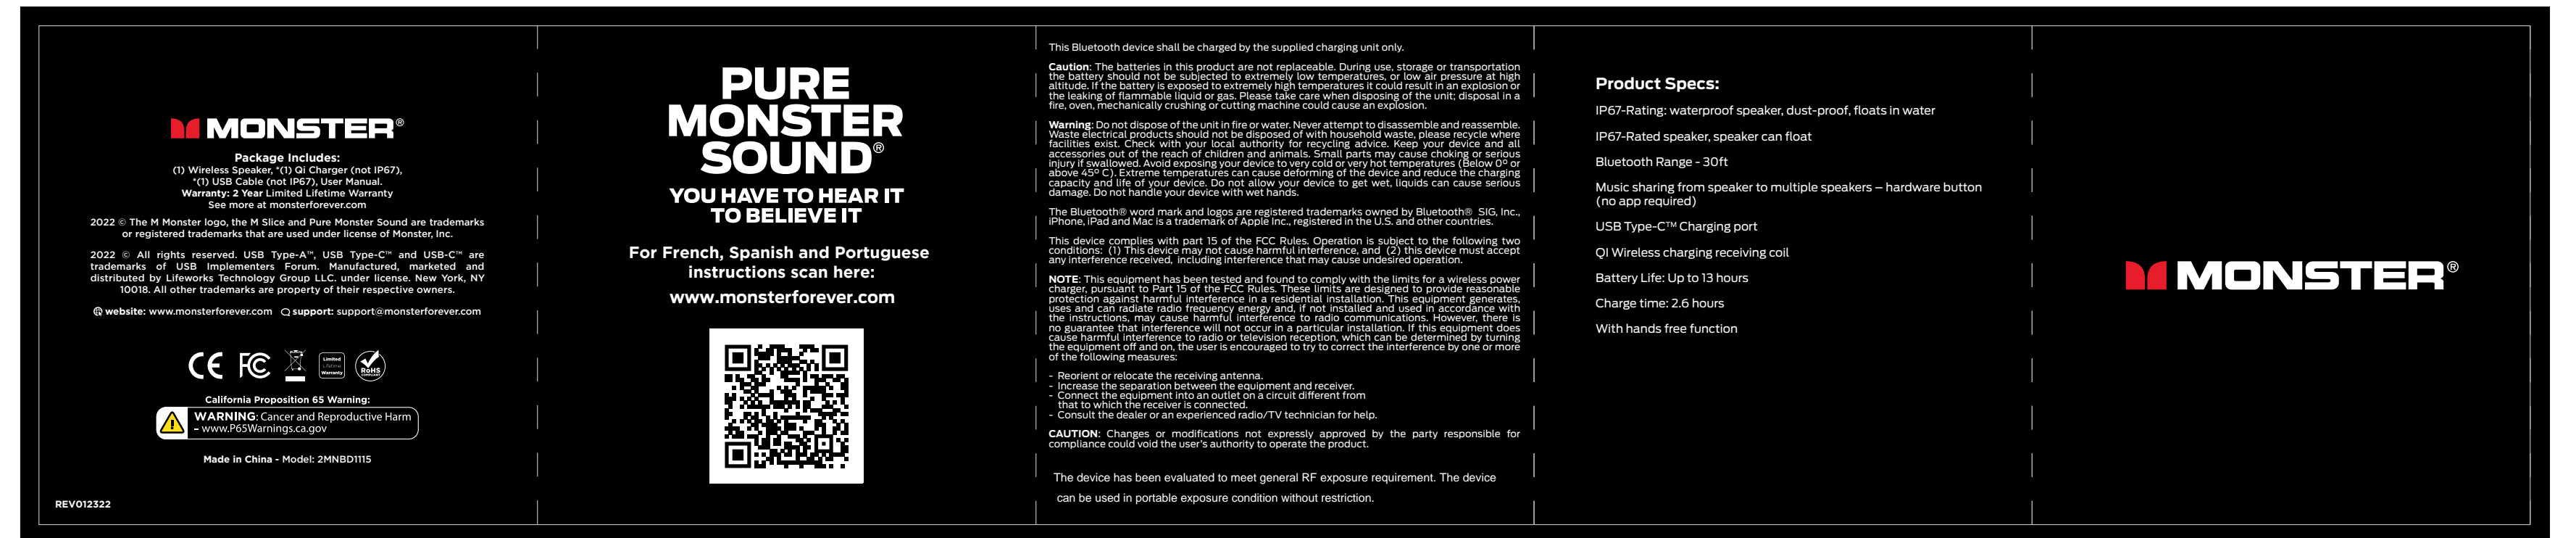 MONSTER®
Package Includes:
(1) Wireless Speaker, *(1) Qi Charger (not IP67),
*(1) USB Cable (not IP67), User Manual.
Warranty: 2 Year Limited Lifetime Warranty
See more at monsterforever.com
2022 © The M Monster logo, the M Slice and Pure Monster Sound are trademarks
or registered trademarks that are used under license of Monster, Inc.
2022 © All rights reserved. USB Type-A™, USB Type-C™ and USB-C™ are
trademarks of USB Implementers Forum. Manufactured, marketed and
distributed by Lifeworks Technology Group LLC. under license. New York, NY
10018. All other trademarks are property of their respective owners.
website: www.monsterforever.com support: support@monsterforever.com
CE FC
Limited
Lifetime
Warranty
RoHS
COMPLIANT
California Proposition 65 Warning:
WARNING: Cancer and Reproductive Harm
- www.P65Warnings.ca.gov
Made in China - Model: 2MNBD1115
REV012322
PURE
MONSTER
SOUND®
YOU HAVE TO HEAR IT
TO BELIEVE IT
For French, Spanish and Portuguese
instructions scan here:
www.monsterforever.com
This Bluetooth device shall be charged by the supplied charging unit only.
Caution: The batteries in this product are not replaceable. During use, storage or transportation
the battery should not be subjected to extremely low temperatures, or low air pressure at high
altitude. If the battery is exposed to extremely high temperatures it could result in an explosion or
the leaking of flammable liquid or gas. Please take care when disposing of the unit; disposal in a
fire, oven, mechanically crushing or cutting machine could cause an explosion.
Warning: Do not dispose of the unit in fire or water. Never attempt to disassemble and reassemble.
Waste electrical products should not be disposed of with household waste, please recycle where
facilities exist. Check with your local authority for recycling advice. Keep your device and all
accessories out of the reach of children and animals. Small parts may cause choking or serious
injury if swallowed. Avoid exposing your device to very cold or very hot temperatures (Below 0º or
above 45º C). Extreme temperatures can cause deforming of the device and reduce the charging
capacity and life of your device. Do not allow your device to get wet, liquids can cause serious
damage. Do not handle your device with wet hands.
The Bluetooth® word mark and logos are registered trademarks owned by Bluetooth® SIG, Inc.,
iPhone, iPad and Mac is a trademark of Apple Inc., registered in the U.S. and other countries.
This device complies with part 15 of the FCC Rules. Operation is subject to the following two
conditions: (1) This device may not cause harmful interference, and (2) this device must accept
any interference received, including interference that may cause undesired operation.
NOTE: This equipment has been tested and found to comply with the limits for a wireless power
charger, pursuant to Part 15 of the FCC Rules. These limits are designed to provide reasonable
protection against harmful interference in a residential installation. This equipment generates,
uses and can radiate radio frequency energy and, if not installed and used in accordance with
the instructions, may cause harmful interference to radio communications. However, there is
no guarantee that interference will not occur in a particular installation. If this equipment does
cause harmful interference to radio or television reception, which can be determined by turning
the equipment off and on, the user is encouraged to try to correct the interference by one or more
of the following measures:
- Reorient or relocate the receiving antenna.
- Increase the separation between the equipment and receiver.
- Connect the equipment into an outlet on a circuit different from
that to which the receiver is connected.
- Consult the dealer or an experienced radio/TV technician for help.
CAUTION: Changes or modifications not expressly approved by the party responsible for
compliance could void the user's authority to operate the product.
The device has been evaluated to meet general RF exposure requirement. The device
can be used in portable exposure condition without restriction.
Product Specs:
IP67-Rating: waterproof speaker, dust-proof, floats in water
IP67-Rated speaker, speaker can float
Bluetooth Range - 30ft
Music sharing from speaker to multiple speakers – hardware button
(no app required)
USB Type-C™ Charging port
QI Wireless charging receiving coil
Battery Life: Up to 13 hours
Charge time: 2.6 hours
With hands free function
MONSTER®